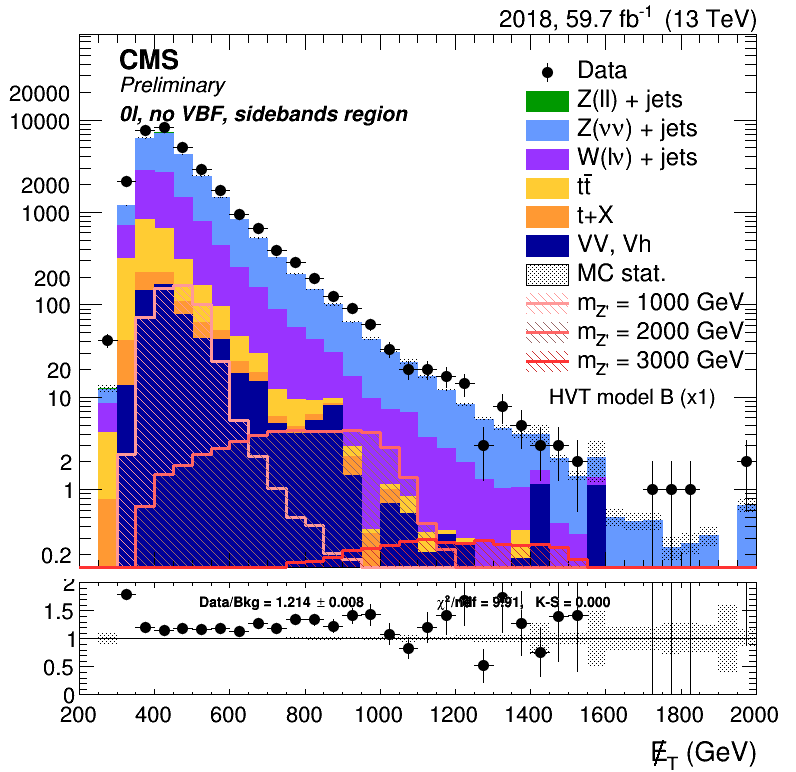 2018, 59.7 fb⁻¹ (13 TeV)
CMS
Preliminary
0l, no VBF, sidebands region
Data
Z(ll) + jets
Z(νν) + jets
W(lν) + jets
tt̄
t+X
VV, Vh
MC stat.
m_Z' = 1000 GeV
m_Z' = 2000 GeV
m_Z' = 3000 GeV
HVT model B (x1)
20000
10000
2000
1000
200
100
20
10
2
1
0.2
Data/Bkg = 1.214 ± 0.008
χ²/ndf = 9.91, K-S = 0.000
2
1.5
1
0.5
0
200 400 600 800 1000 1200 1400 1600 1800 2000
E̸_T (GeV)